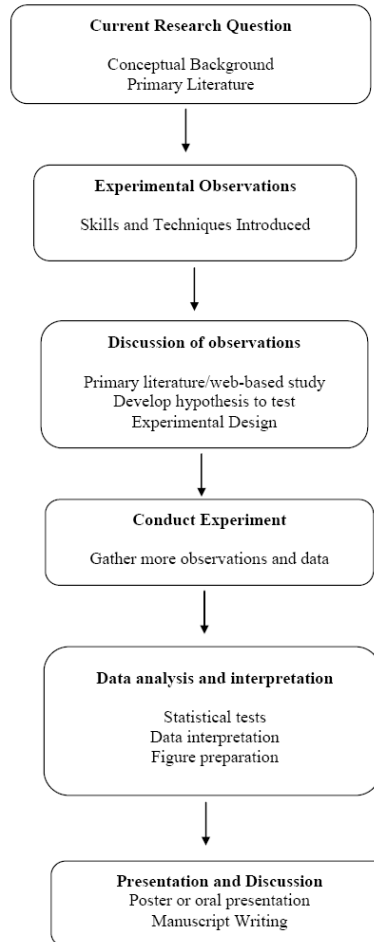 Current Research Question
Conceptual Background
Primary Literature
Experimental Observations
Skills and Techniques Introduced
Discussion of observations
Primary literature/web-based study
Develop hypothesis to test
Experimental Design
Conduct Experiment
Gather more observations and data
Data analysis and interpretation
Statistical tests
Data interpretation
Figure preparation
Presentation and Discussion
Poster or oral presentation
Manuscript Writing